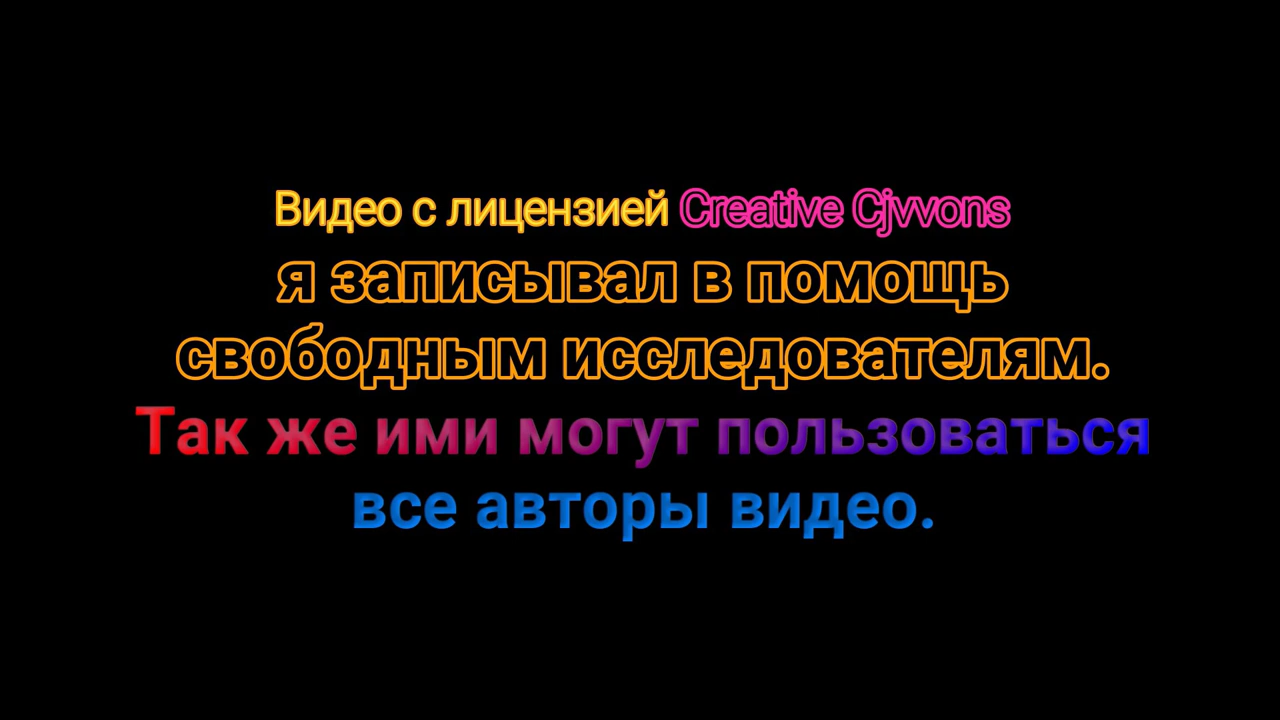 Видео с лицензией Creative Cjvvons
я записывал в помощь
свободным исследователям.
Так же ими могут пользоваться
все авторы видео.